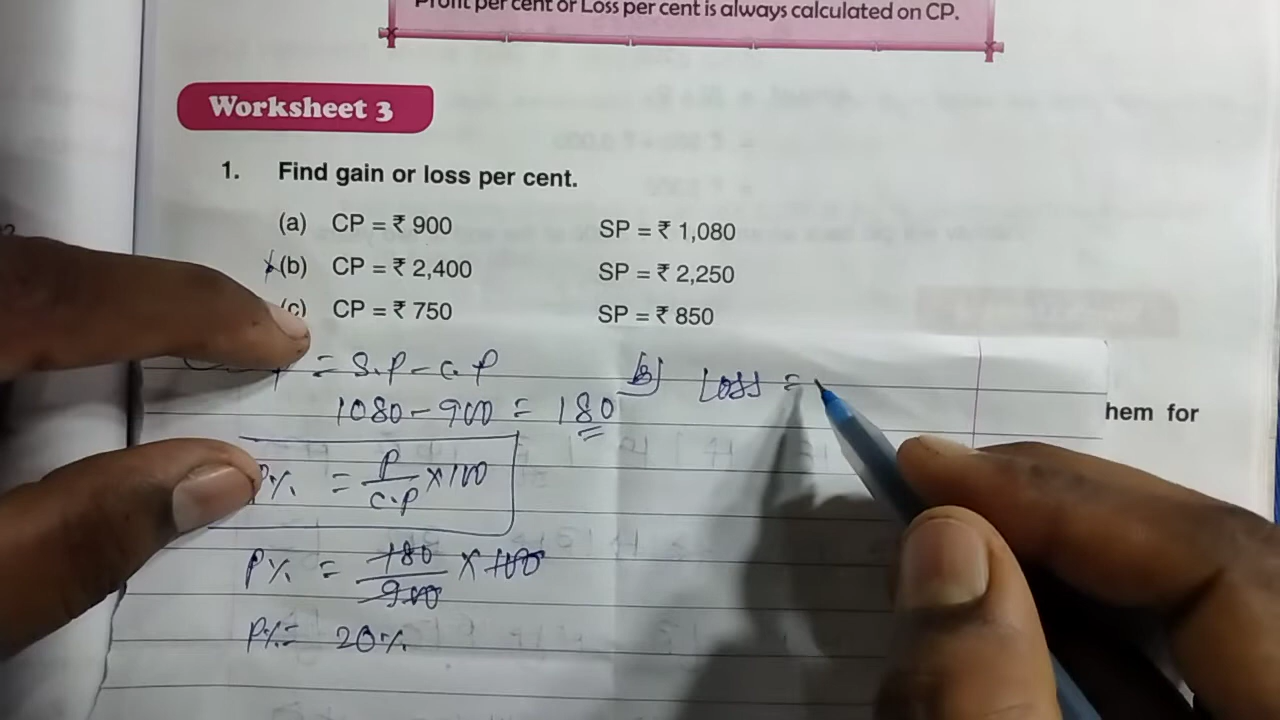 Profit per cent or Loss per cent is always calculated on CP.
Worksheet 3
1. Find gain or loss per cent.
(a) CP = ₹ 900 SP = ₹ 1,080
(b) CP = ₹ 2,400 SP = ₹ 2,250
(c) CP = ₹ 750 SP = ₹ 850
= S.P - C.P
1080 - 900 = 180
[b] Loss =
hem for
P% = P/C.P × 100
P% = 180/900 × 100
P% = 20%